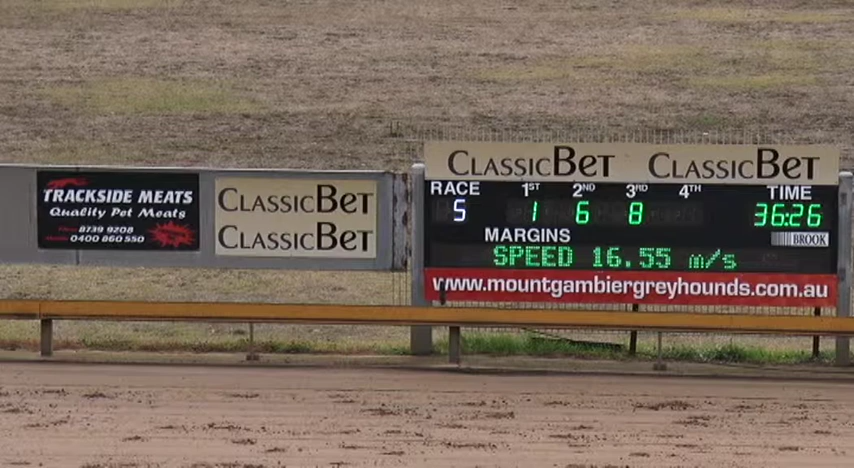 TRACKSIDE MEATS
Quality Pet Meats
8739 9208
0400 860 550
CLASSICBET
CLASSICBET
CLASSICBET CLASSICBET
RACE 1ST 2ND 3RD 4TH TIME
5 1 6 8 36:26
BROOK
MARGINS
SPEED 16.55 m/s
www.mountgambiergreyhounds.com.au